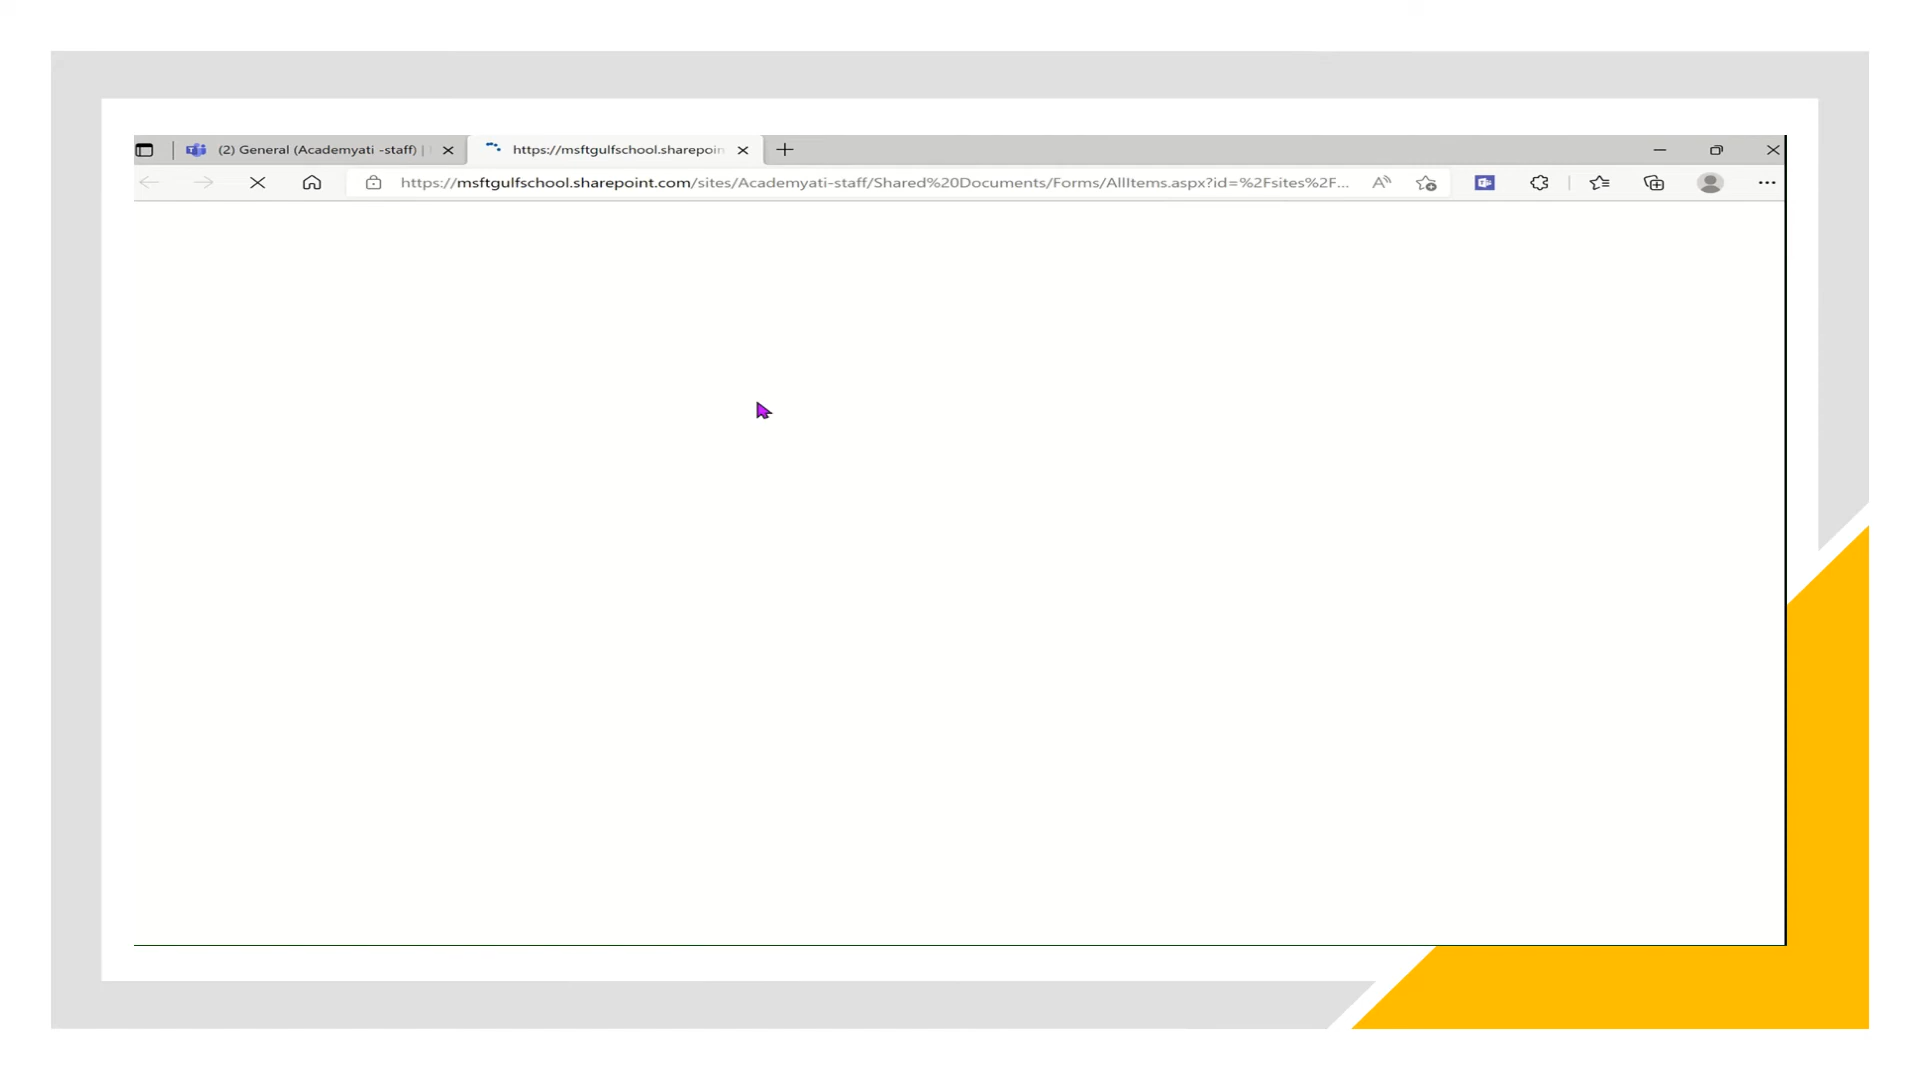 (2) General (Academyati -staff) |
https://msftgulfschool.sharepoin
https://msftgulfschool.sharepoint.com/sites/Academyati-staff/Shared%20Documents/Forms/AllItems.aspx?id=%2Fsites%2F...